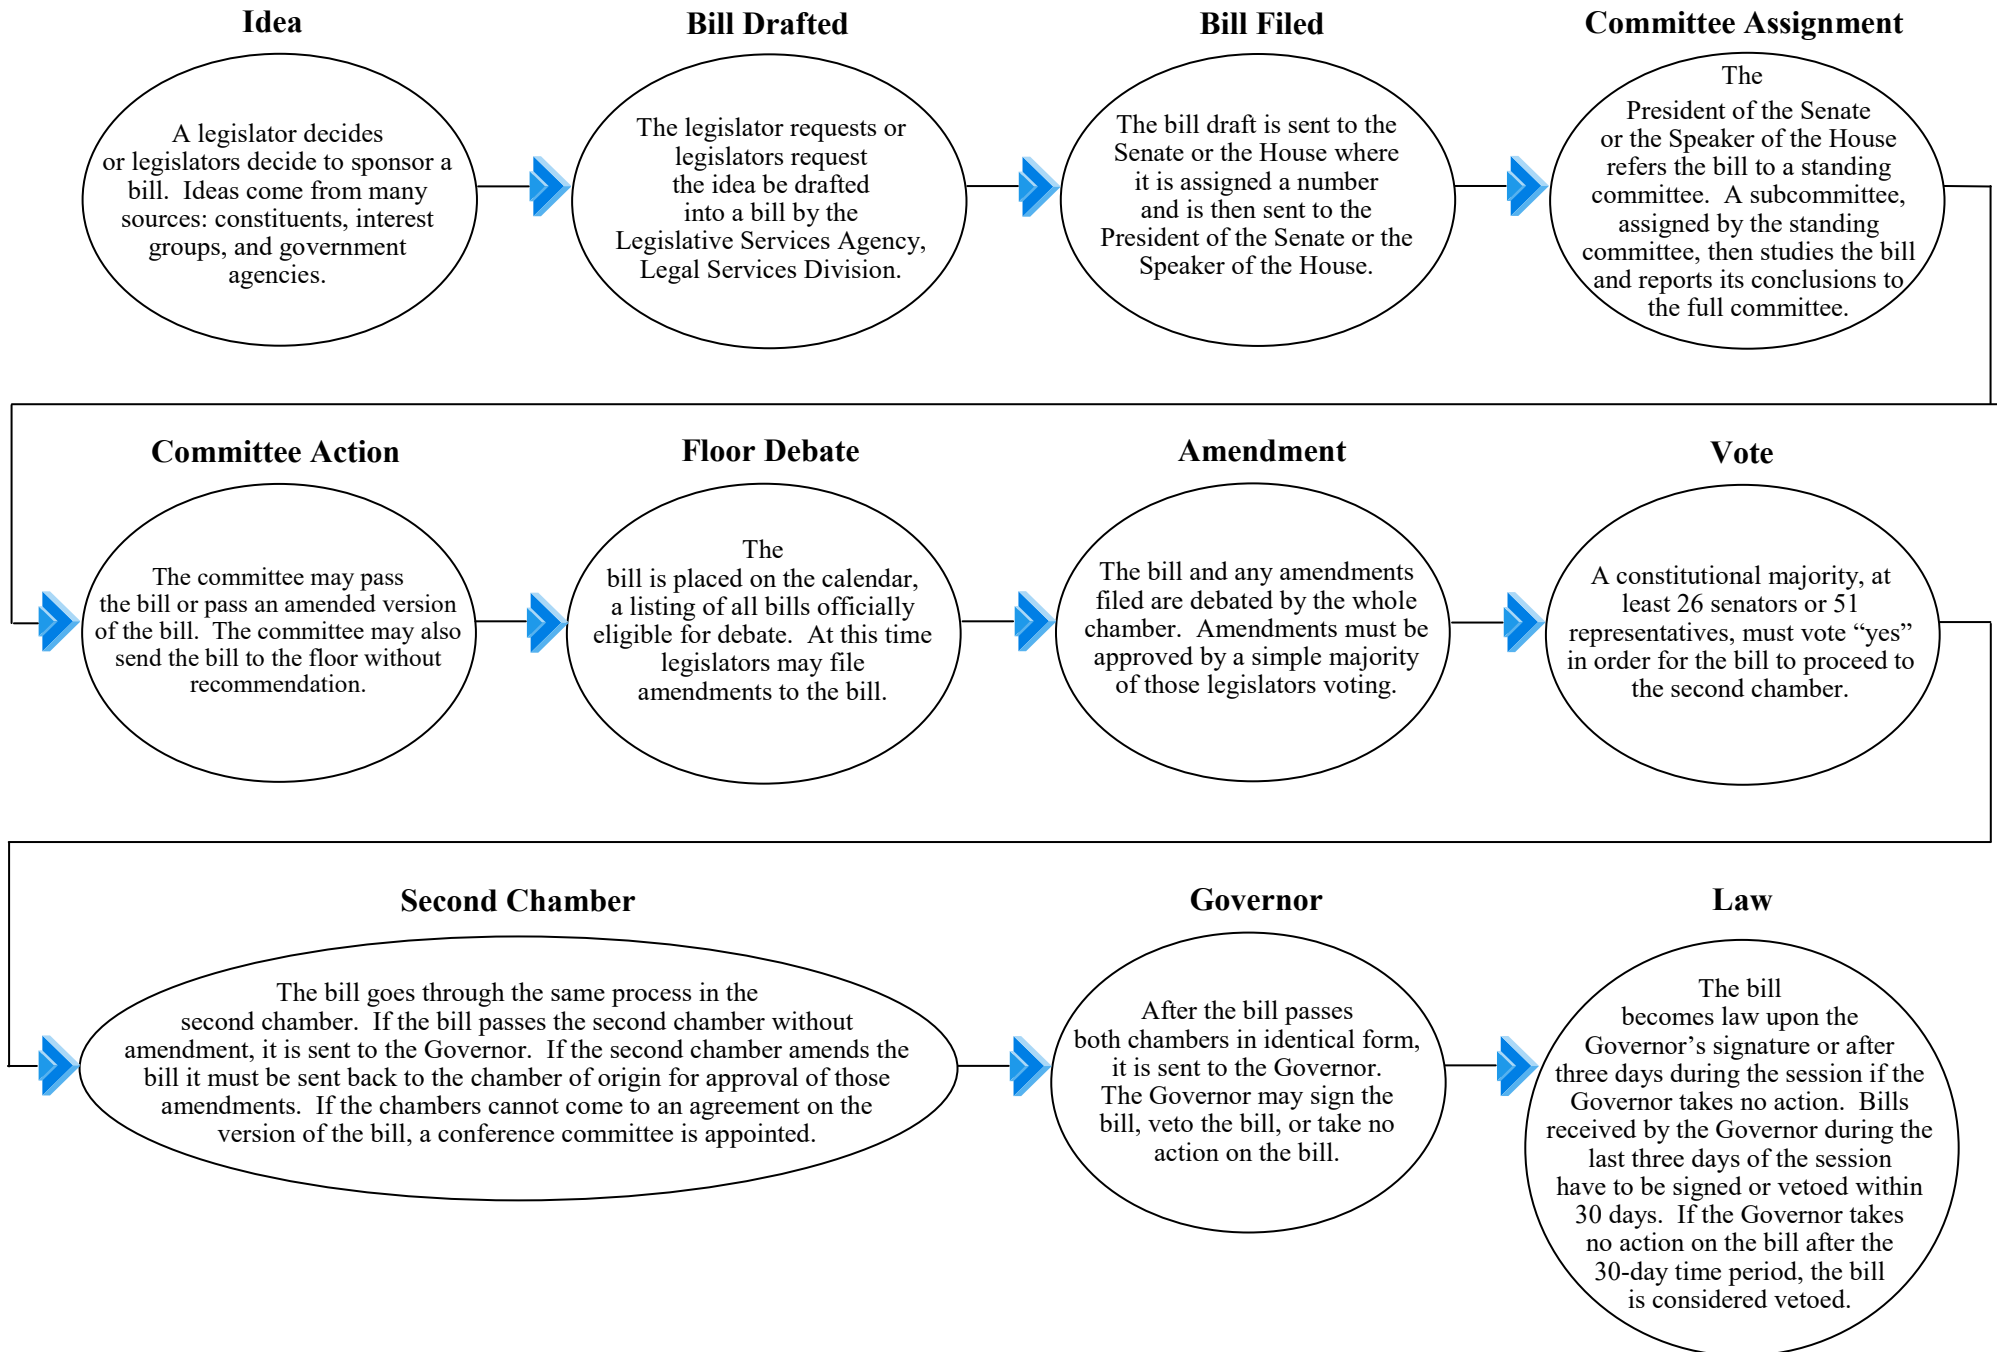 Idea
A legislator decides
or legislators decide to sponsor a
bill.  Ideas come from many
sources: constituents, interest
groups, and government
agencies.
Bill Drafted
The legislator requests or
legislators request
the idea be drafted
into a bill by the
Legislative Services Agency,
Legal Services Division.
Bill Filed
The bill draft is sent to the
Senate or the House where
it is assigned a number
and is then sent to the
President of the Senate or the
Speaker of the House.
Committee Assignment
The
President of the Senate
or the Speaker of the House
refers the bill to a standing
committee.  A subcommittee,
assigned by the standing
committee, then studies the bill
and reports its conclusions to
the full committee.
Committee Action
The committee may pass
the bill or pass an amended version
of the bill.  The committee may also
send the bill to the floor without
recommendation.
Floor Debate
The
bill is placed on the calendar,
a listing of all bills officially
eligible for debate.  At this time
legislators may file
amendments to the bill.
Amendment
The bill and any amendments
filed are debated by the whole
chamber.  Amendments must be
approved by a simple majority
of those legislators voting.
Vote
A constitutional majority, at
least 26 senators or 51
representatives, must vote “yes”
in order for the bill to proceed to
the second chamber.
Second Chamber
The bill goes through the same process in the
second chamber.  If the bill passes the second chamber without
amendment, it is sent to the Governor.  If the second chamber amends the
bill it must be sent back to the chamber of origin for approval of those
amendments.  If the chambers cannot come to an agreement on the
version of the bill, a conference committee is appointed.
Governor
After the bill passes
both chambers in identical form,
it is sent to the Governor.
The Governor may sign the
bill, veto the bill, or take no
action on the bill.
Law
The bill
becomes law upon the
Governor’s signature or after
three days during the session if the
Governor takes no action.  Bills
received by the Governor during the
last three days of the session
have to be signed or vetoed within
30 days.  If the Governor takes
no action on the bill after the
30-day time period, the bill
is considered vetoed.